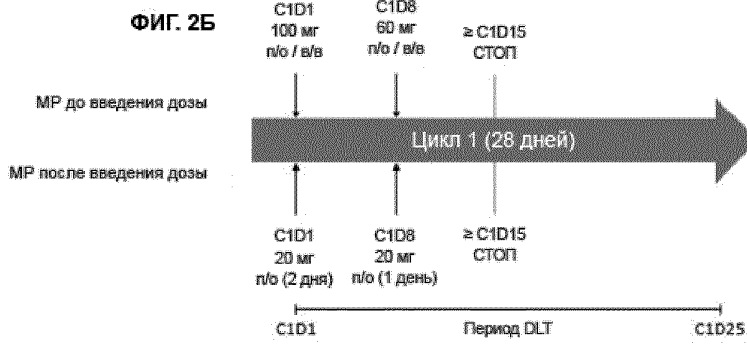 ФИГ. 2Б
C1D1
100 мг
п/о / в/в
C1D8
60 мг
п/о / в/в
≥ C1D15
СТОП
МР до введения дозы
Цикл 1 (28 дней)
МР после введения дозы
C1D1
20 мг
п/о (2 дня)
C1D8
20 мг
п/о (1 день)
≥ C1D15
СТОП
C1D1
Период DLT
C1D25